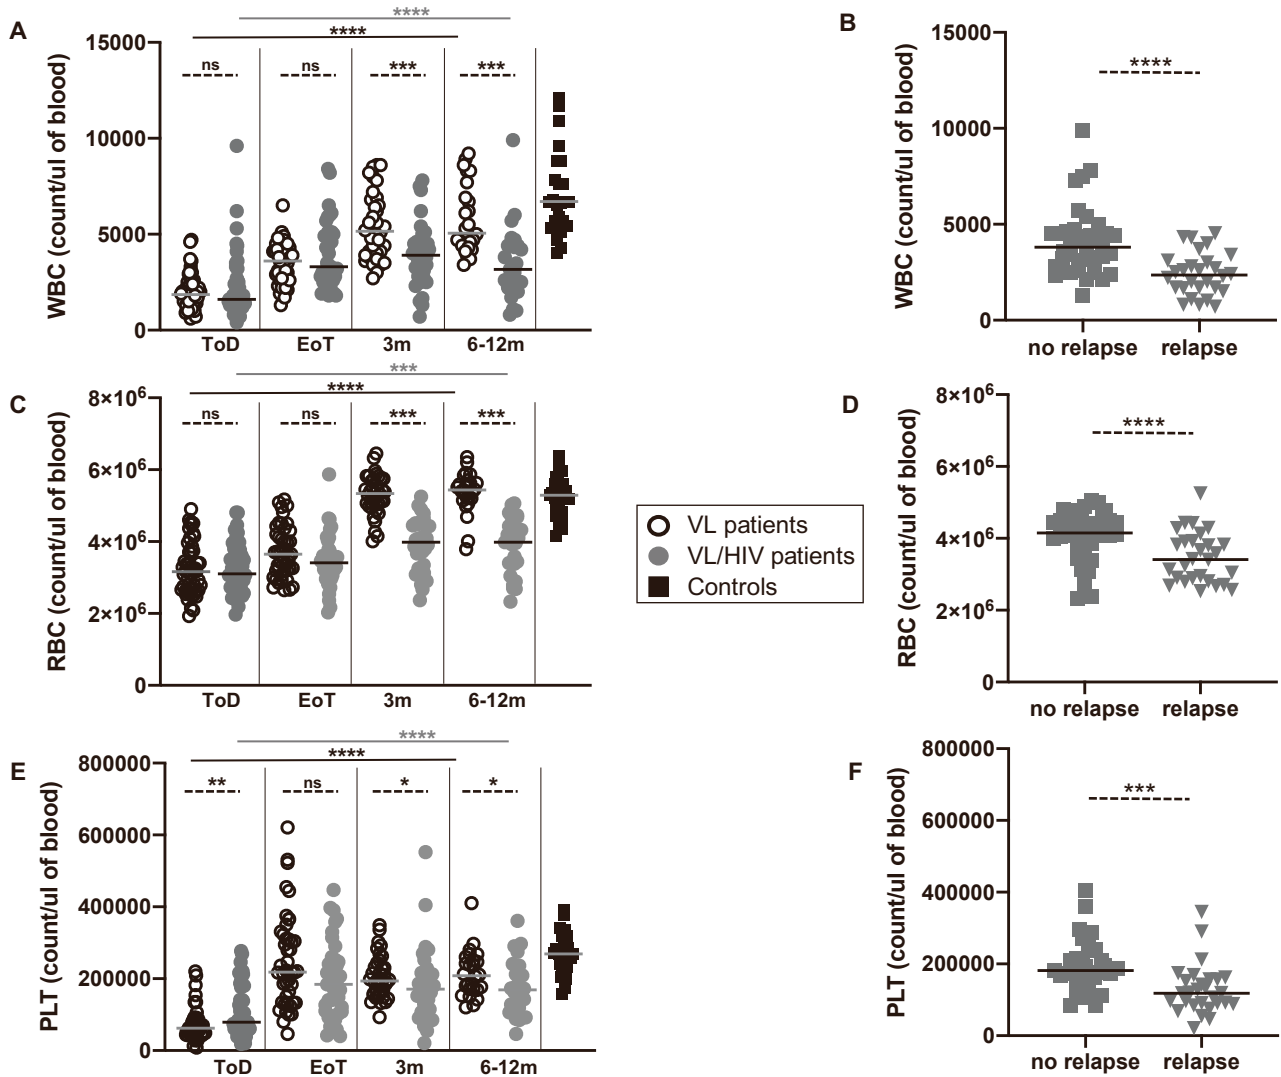 A
****
****
15000
10000
5000
0
WBC (count/ul of blood)
ns
ns
***
***
ToD
EoT
3m
6-12m
B
15000
10000
5000
0
WBC (count/ul of blood)
****
no relapse
relapse
C
***
****
8×10⁶
6×10⁶
4×10⁶
2×10⁶
0
RBC (count/ul of blood)
ns
ns
***
***
ToD
EoT
3m
6-12m
VL patients
VL/HIV patients
Controls
D
8×10⁶
6×10⁶
4×10⁶
2×10⁶
0
RBC (count/ul of blood)
****
no relapse
relapse
E
****
****
800000
600000
400000
200000
0
PLT (count/ul of blood)
**
ns
*
*
ToD
EoT
3m
6-12m
F
800000
600000
400000
200000
0
PLT (count/ul of blood)
***
no relapse
relapse